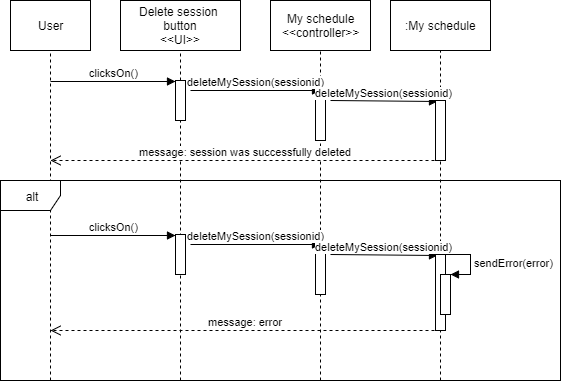 User
Delete session
button
<<UI>>
My schedule
<<controller>>
:My schedule
clicksOn()
deleteMySession(sessionid)
deleteMySession(sessionid)
message: session was successfully deleted
alt
clicksOn()
deleteMySession(sessionid)
deleteMySession(sessionid)
sendError(error)
message: error